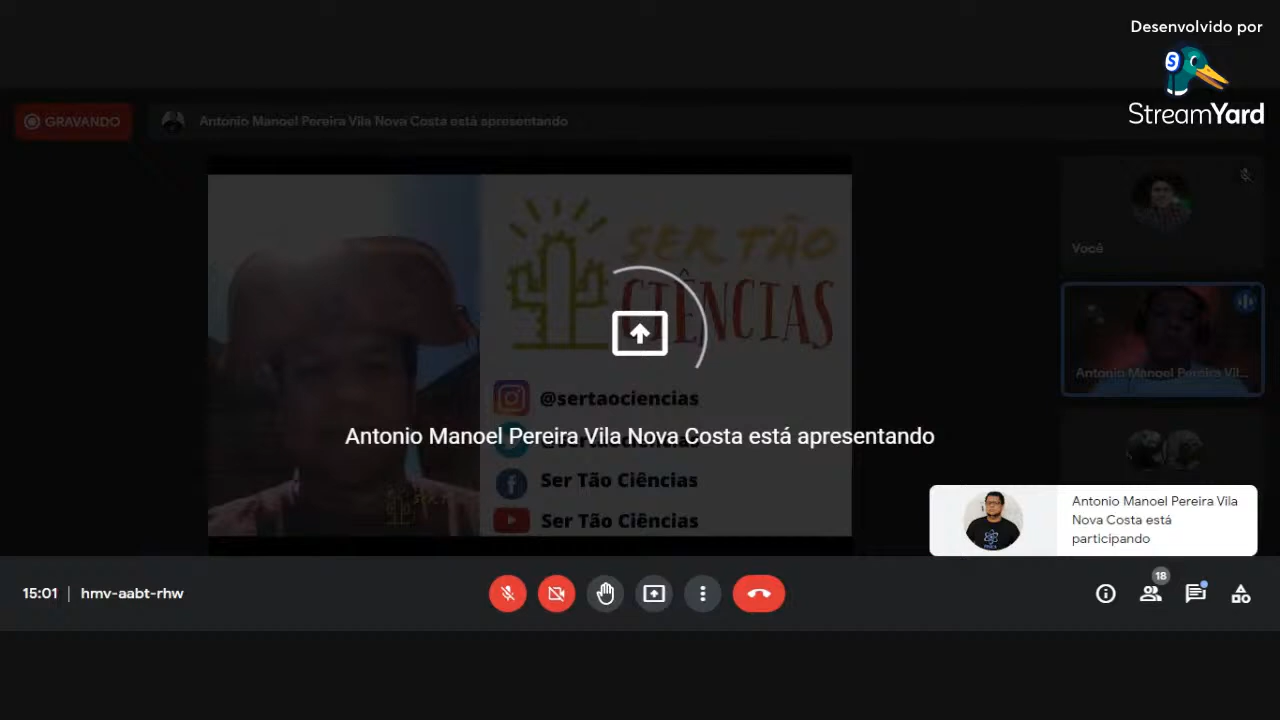 Desenvolvido por
StreamYard
GRAVANDO
Antonio Manoel Pereira Vila Nova Costa está apresentando
Você
SER TÃO
CIÊNCIAS
Antonio Manoel Pereira Vil...
@sertaociencias
Antonio Manoel Pereira Vila Nova Costa está apresentando
Ser Tão Ciências
Ser Tão Ciências
Antonio Manoel Pereira Vila
Nova Costa está
participando
15:01 | hmv-aabt-rhw
18